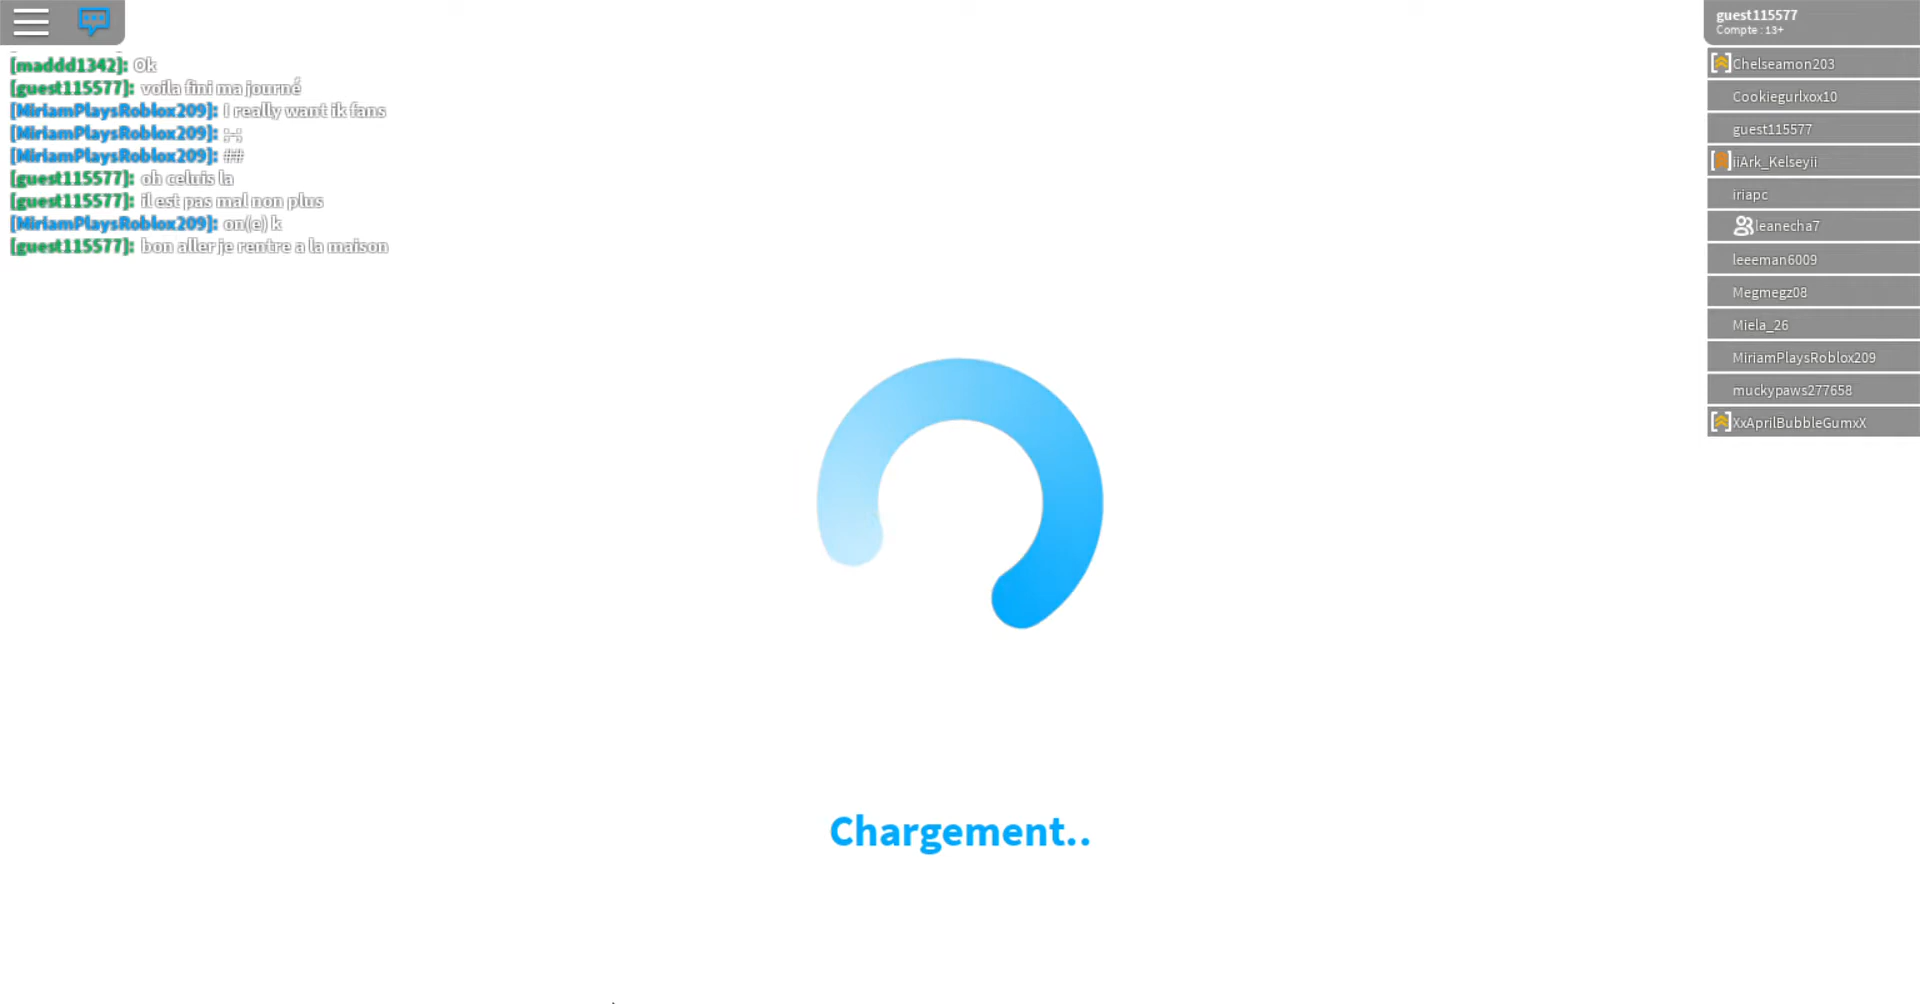 [maddd1342]: Ok
[guest115577]: voila fini ma journé
[MiriamPlaysRoblox209]: I really want ik fans
[MiriamPlaysRoblox209]: ;-;
[MiriamPlaysRoblox209]: ##
[guest115577]: oh celuis la
[guest115577]: il est pas mal non plus
[MiriamPlaysRoblox209]: on(e) k
[guest115577]: bon aller je rentre a la maison
guest115577
Compte : 13+
Chelseamon203
Cookiegurlxox10
guest115577
iiArk_Kelseyii
iriapc
leanecha7
leeeman6009
Megmegz08
Miela_26
MiriamPlaysRoblox209
muckypaws277658
XxAprilBubbleGumxX
Chargement..